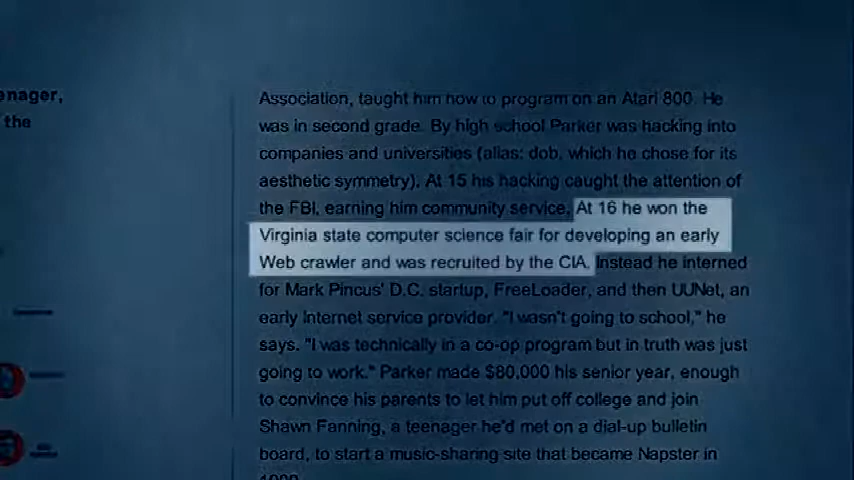 enager,
the
Association, taught him how to program on an Atari 800. He
was in second grade. By high school Parker was hacking into
companies and universities (alias: dob, which he chose for its
aesthetic symmetry). At 15 his hacking caught the attention of
the FBI, earning him community service. At 16 he won the
Virginia state computer science fair for developing an early
Web crawler and was recruited by the CIA. Instead he interned
for Mark Pincus' D.C. startup, FreeLoader, and then UUNet, an
early Internet service provider. "I wasn't going to school," he
says. "I was technically in a co-op program but in truth was just
going to work." Parker made $80,000 his senior year, enough
to convince his parents to let him put off college and join
Shawn Fanning, a teenager he'd met on a dial-up bulletin
board, to start a music-sharing site that became Napster in